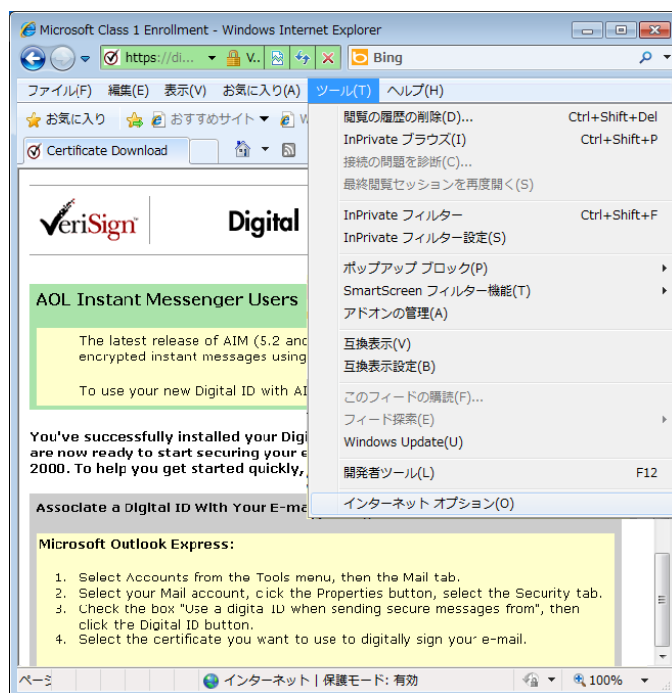 Microsoft Class 1 Enrollment - Windows Internet Explorer
https://di... V.. Bing
ファイル(F) 編集(E) 表示(V) お気に入り(A) ツール(T) ヘルプ(H)
お気に入り おすすめサイト
Certificate Download
閲覧の履歴の削除(D)... Ctrl+Shift+Del
InPrivate ブラウズ(I) Ctrl+Shift+P
接続の問題を診断(C)...
最終閲覧セッションを再度開く(S)
InPrivate フィルター Ctrl+Shift+F
InPrivate フィルター設定(S)
ポップアップ ブロック(P)
SmartScreen フィルター機能(T)
アドオンの管理(A)
互換表示(V)
互換表示設定(B)
このフィードの購読(F)...
フィード探索(E)
Windows Update(U)
開発者ツール(L) F12
インターネット オプション(O)
VeriSign Digital
AOL Instant Messenger Users
The latest release of AIM (5.2 and
encrypted instant messages using
To use your new Digital ID with AI
You've successfully installed your Digi
are now ready to start securing your e
2000. To help you get started quickly,
Associate a Digital ID With Your E-ma
Microsoft Outlook Express:
1. Select Accounts from the Tools menu, then the Mail tab.
2. Select your Mail account, click the Properties button, select the Security tab.
3. Check the box "Use a digital ID when sending secure messages from", then
click the Digital ID button.
4. Select the certificate you want to use to digitally sign your e-mail.
ページ インターネット | 保護モード: 有効 100%